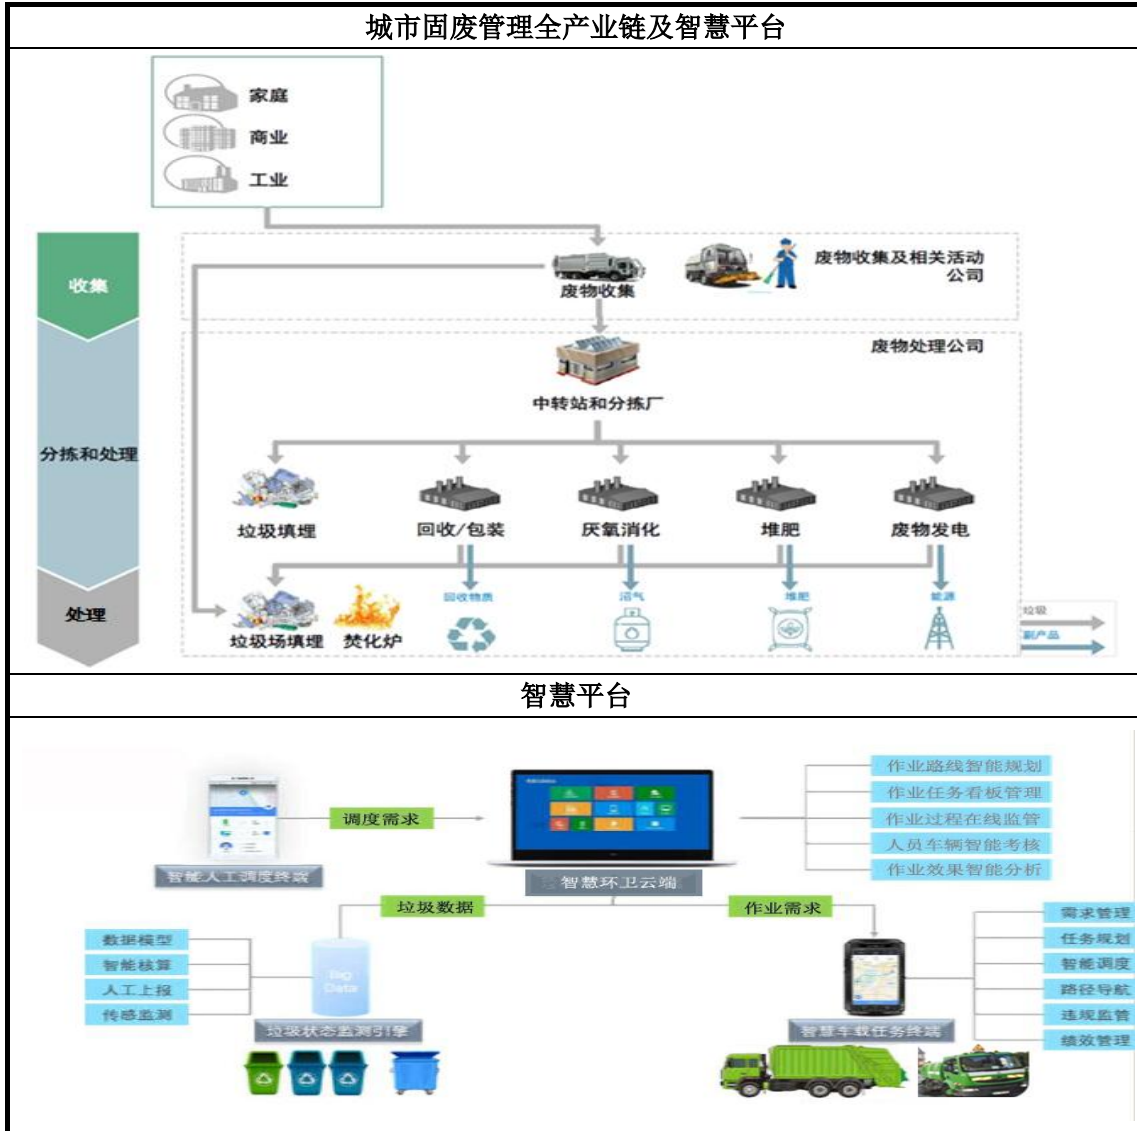 城市固废管理全产业链及智慧平台
家庭
商业
工业
收集
废物收集
废物收集及相关活动
公司
废物处理公司
中转站和分拣厂
分拣和处理
垃圾填埋
回收/包装
厌氧消化
堆肥
废物发电
处理
回收物质
沼气
堆肥
能源
垃圾场填埋
焚化炉
垃圾
副产品
智慧平台
调度需求
智能人工调度终端
智慧环卫云端
作业路线智能规划
作业任务看板管理
作业过程在线监管
人员车辆智能考核
作业效果智能分析
垃圾数据
作业需求
数据模型
智能核算
人工上报
传感监测
Big
Data
垃圾状态监测引擎
智慧车载任务终端
需求管理
任务规划
智能调度
路径导航
违规监管
绩效管理